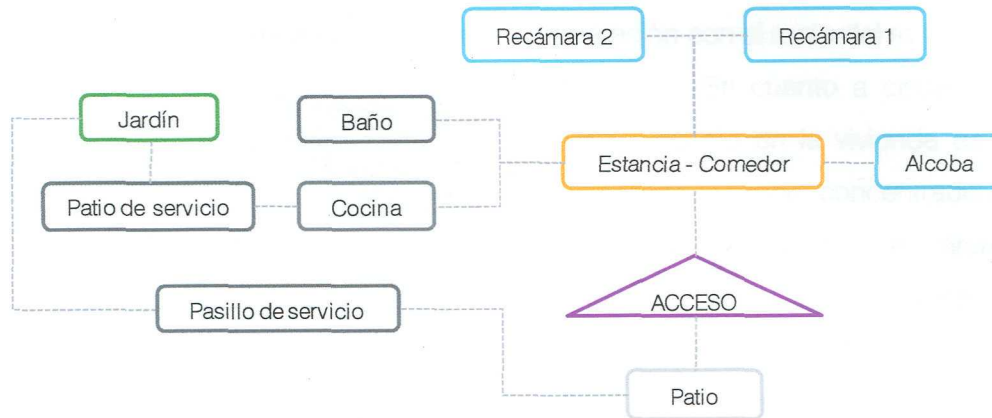 Recámara 2
Recámara 1
Jardín
Baño
Estancia - Comedor
Alcoba
Patio de servicio
Cocina
Pasillo de servicio
ACCESO
Patio